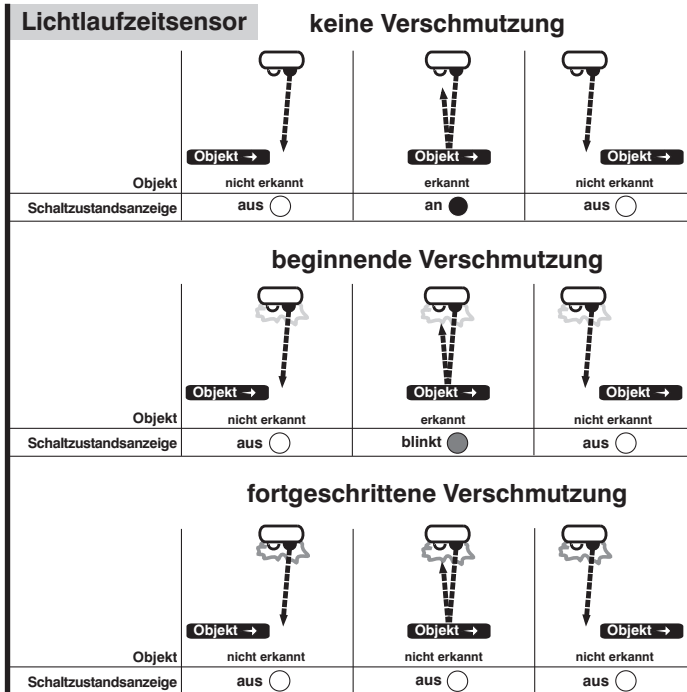 Lichtlaufzeitsensor keine Verschmutzung
Objekt → Objekt → Objekt →
Objekt nicht erkannt erkannt nicht erkannt
Schaltzustandsanzeige aus an aus
beginnende Verschmutzung
Objekt → Objekt → Objekt →
Objekt nicht erkannt erkannt nicht erkannt
Schaltzustandsanzeige aus blinkt aus
fortgeschrittene Verschmutzung
Objekt → Objekt → Objekt →
Objekt nicht erkannt nicht erkannt nicht erkannt
Schaltzustandsanzeige aus aus aus